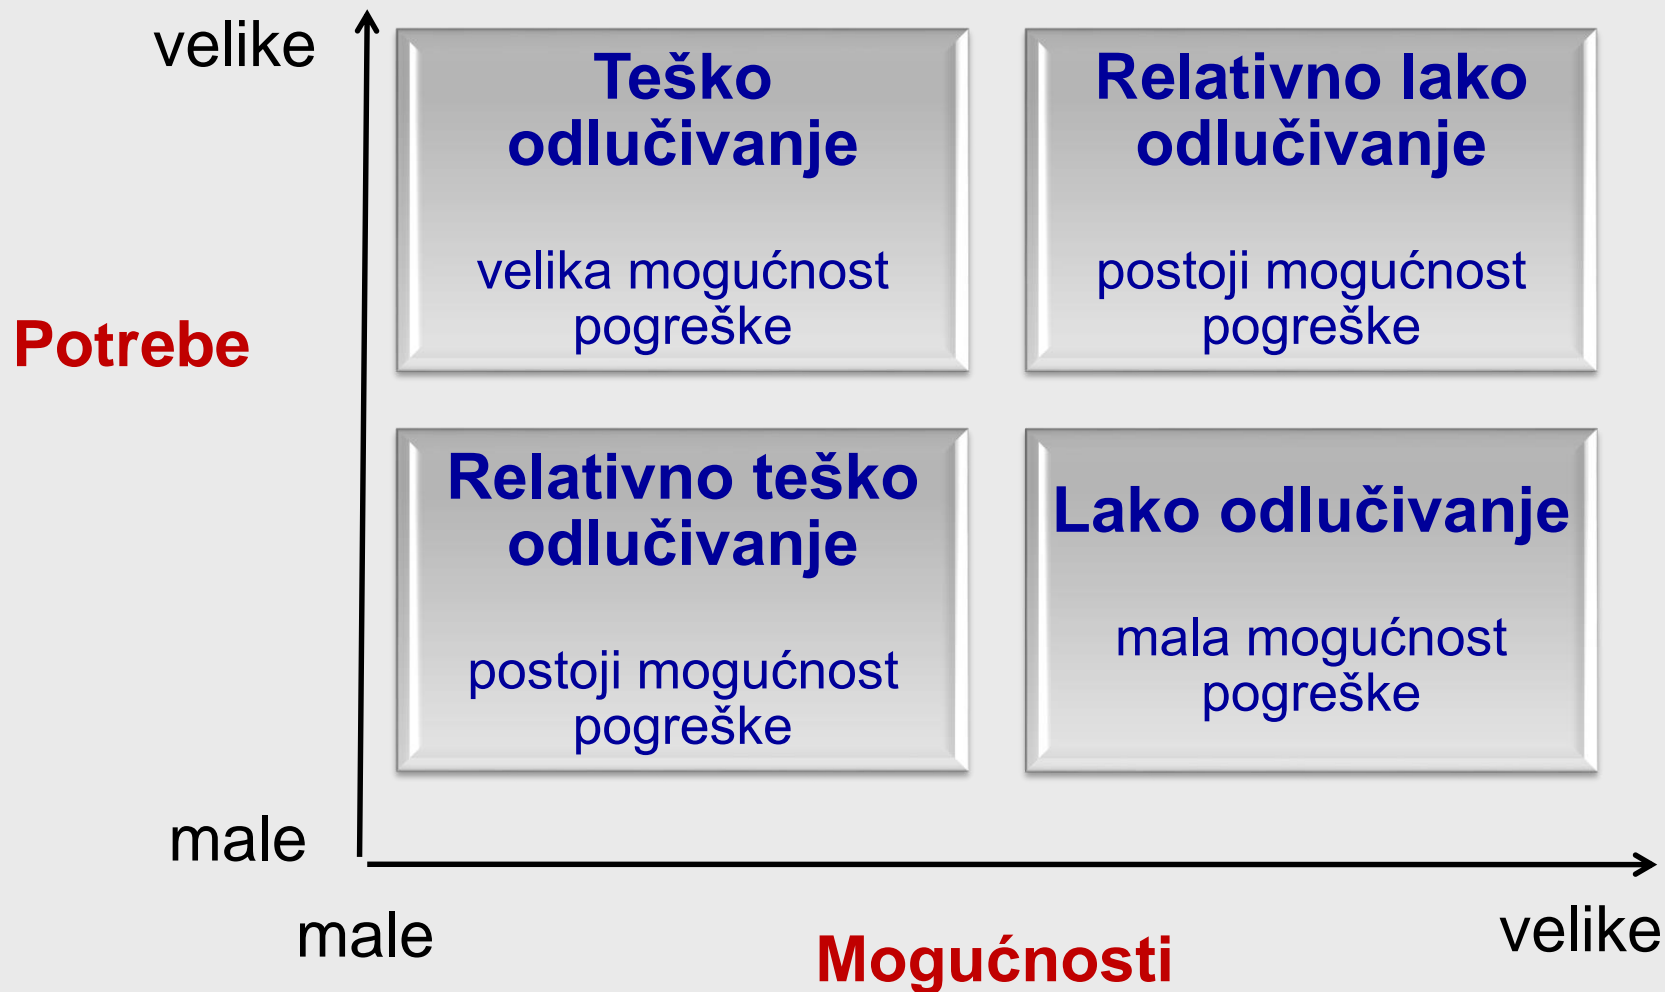 velike
Teško
odlučivanje
velika mogućnost
pogreške
Relativno lako
odlučivanje
postoji mogućnost
pogreške
Potrebe
Relativno teško
odlučivanje
postoji mogućnost
pogreške
Lako odlučivanje
mala mogućnost
pogreške
male
male
Mogućnosti
velike